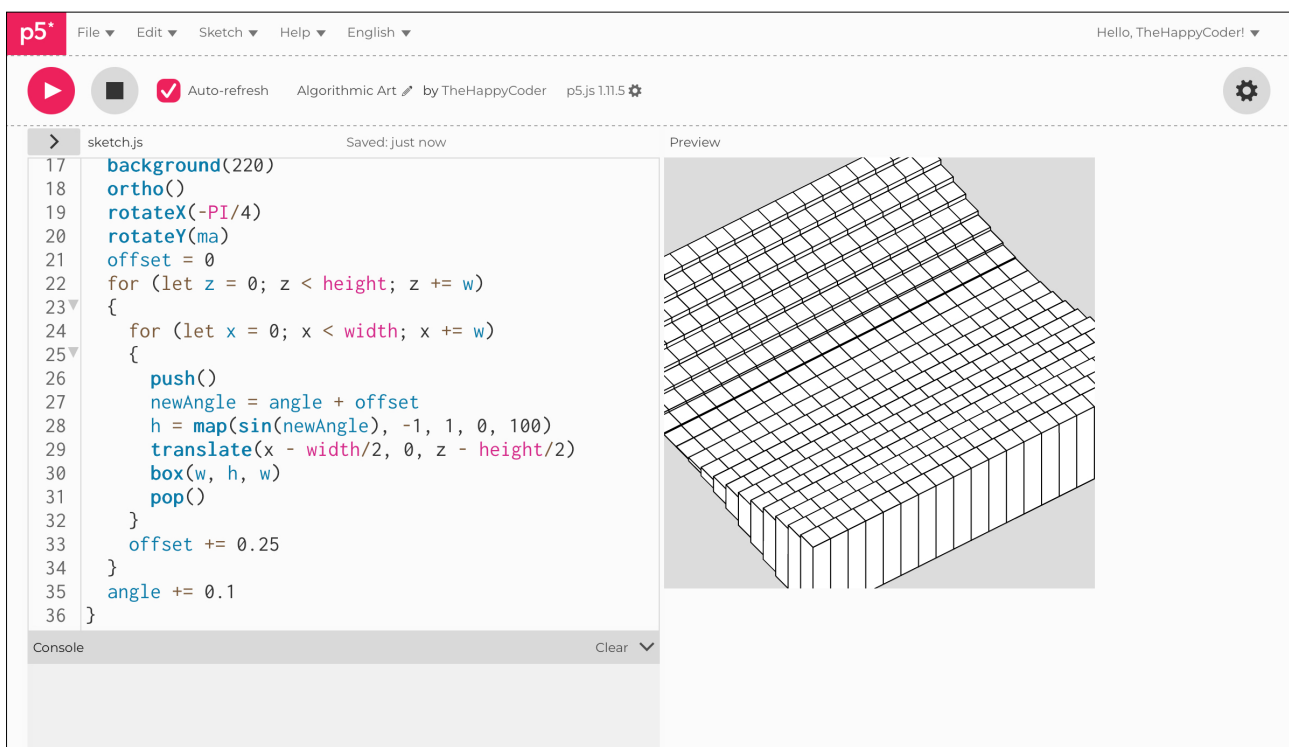 p5* File Edit Sketch Help English Hello, TheHappyCoder!
Auto-refresh Algorithmic Art by TheHappyCoder p5.js 1.11.5
> sketch.js Saved: just now Preview
17 background(220)
18 ortho()
19 rotateX(-PI/4)
20 rotateY(ma)
21 offset = 0
22 for (let z = 0; z < height; z += w)
23 {
24 for (let x = 0; x < width; x += w)
25 {
26 push()
27 newAngle = angle + offset
28 h = map(sin(newAngle), -1, 1, 0, 100)
29 translate(x - width/2, 0, z - height/2)
30 box(w, h, w)
31 pop()
32 }
33 offset += 0.25
34 }
35 angle += 0.1
36 }
Console Clear